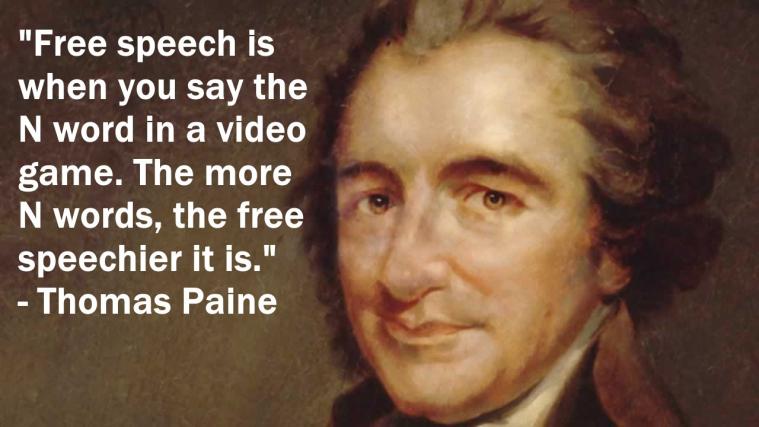 "Free speech is
when you say the
N word in a video
game. The more
N words, the free
speechier it is."
- Thomas Paine